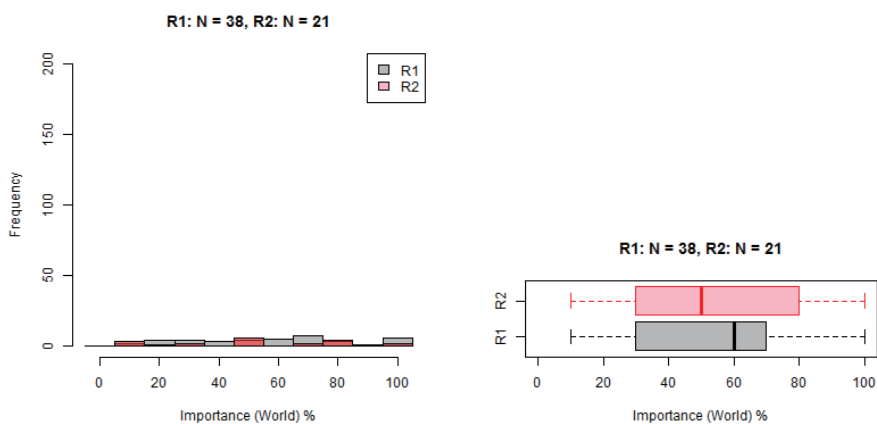 R1: N = 38, R2: N = 21
R1
R2
200
150
100
50
0
Frequency
0 20 40 60 80 100
Importance (World) %
R1: N = 38, R2: N = 21
R2
R1
0 20 40 60 80 100
Importance (World) %